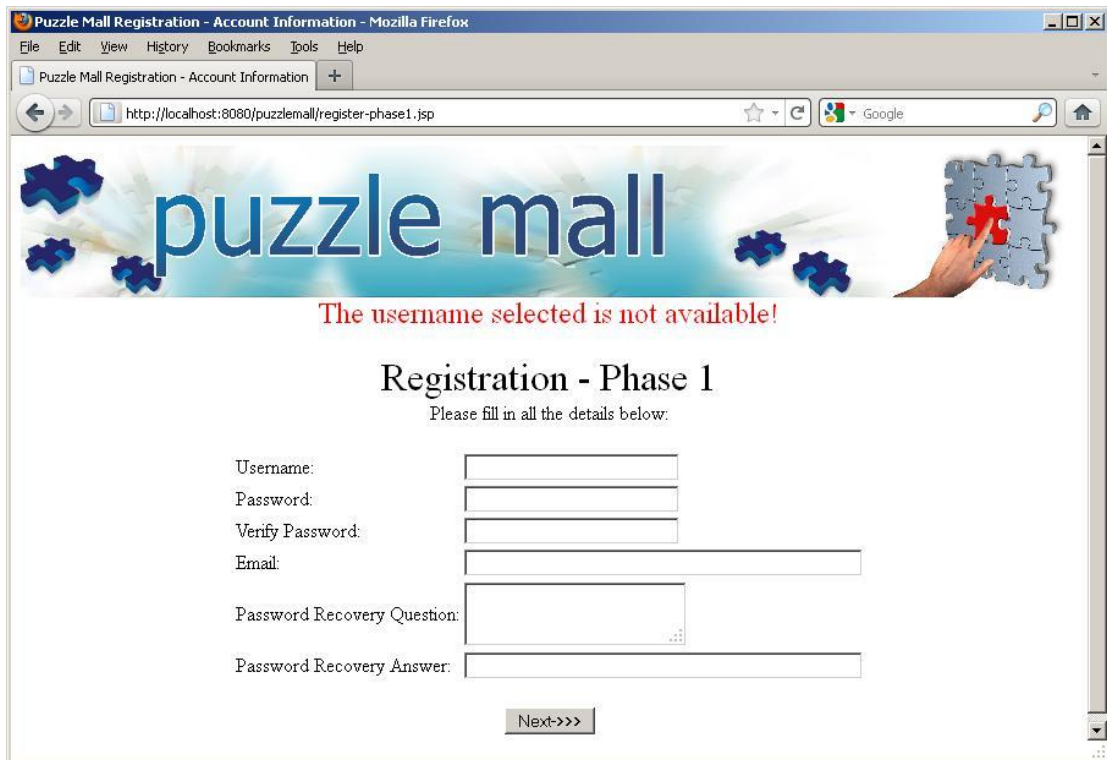 Puzzle Mall Registration - Account Information - Mozilla Firefox
File Edit View History Bookmarks Tools Help
Puzzle Mall Registration - Account Information +
http://localhost:8080/puzzlemall/register-phase1.jsp
Google
puzzle mall
The username selected is not available!
Registration - Phase 1
Please fill in all the details below:
Username:
Password:
Verify Password:
Email:
Password Recovery Question:
Password Recovery Answer:
Next->>>